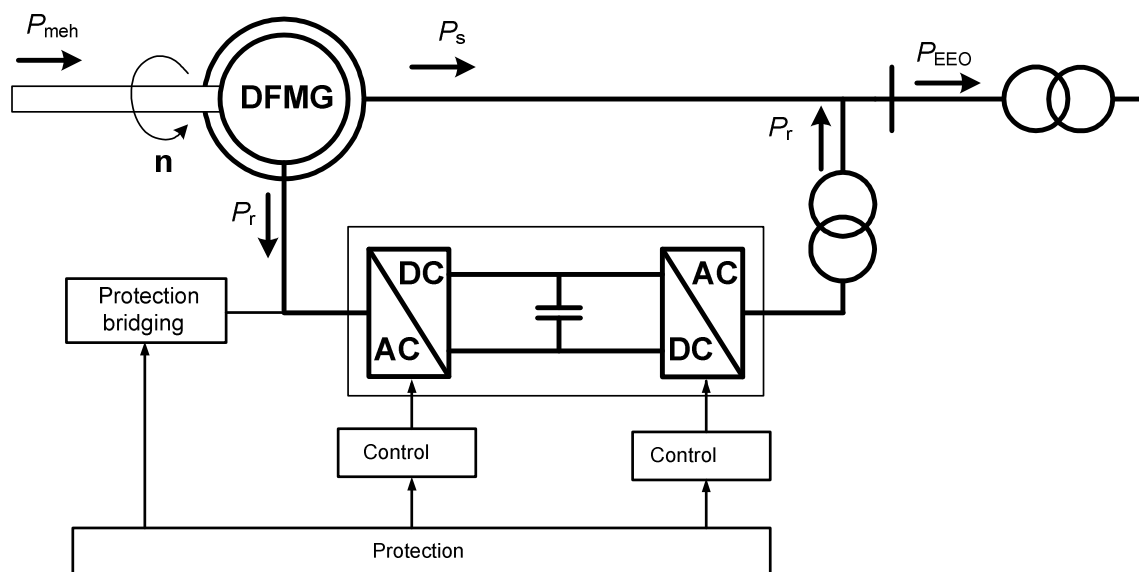 Pmeh
Ps
PEEO
DFMG
n
Pr
Pr
DC
AC
AC
DC
Protection
bridging
Control
Control
Protection